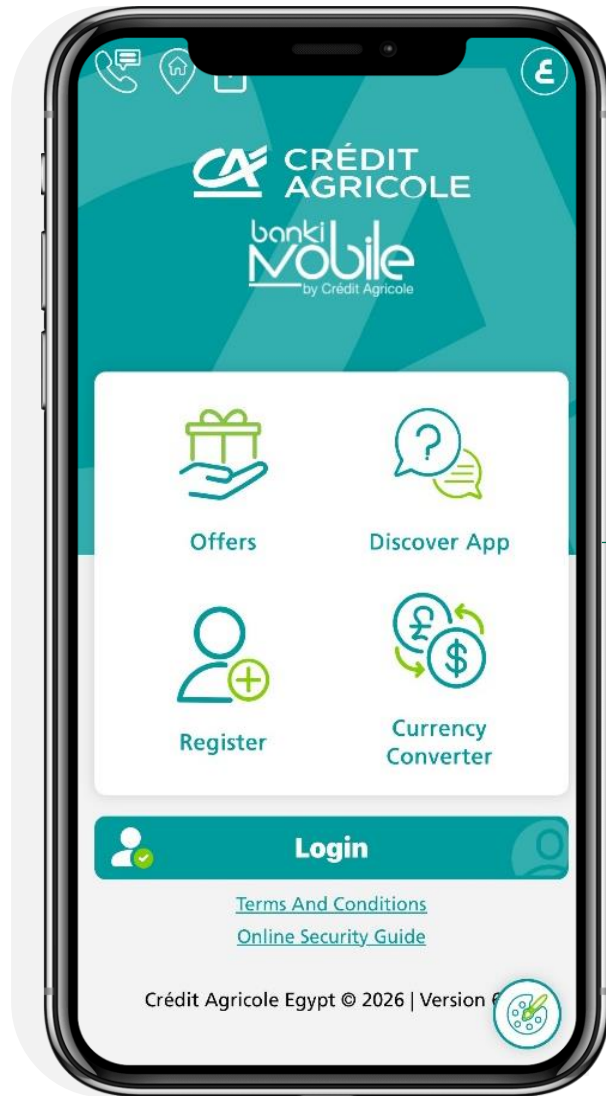 ع
CRÉDIT
AGRICOLE
banki
Mobile
by Crédit Agricole
Offers
Discover App
Register
Currency
Converter
Login
Terms And Conditions
Online Security Guide
Crédit Agricole Egypt © 2026 | Version